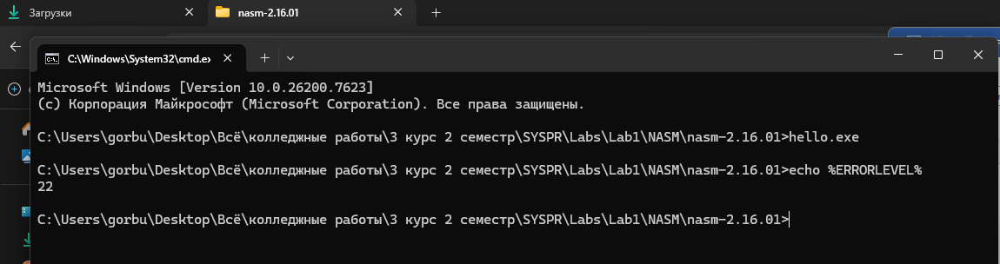 Загрузки
nasm-2.16.01
C:\Windows\System32\cmd.ex
Microsoft Windows [Version 10.0.26200.7623]
(c) Корпорация Майкрософт (Microsoft Corporation). Все права защищены.
C:\Users\gorbu\Desktop\Всё\колледжные работы\3 курс 2 семестр\SYSPR\Labs\Lab1\NASM\nasm-2.16.01>hello.exe
C:\Users\gorbu\Desktop\Всё\колледжные работы\3 курс 2 семестр\SYSPR\Labs\Lab1\NASM\nasm-2.16.01>echo %ERRORLEVEL%
22
C:\Users\gorbu\Desktop\Всё\колледжные работы\3 курс 2 семестр\SYSPR\Labs\Lab1\NASM\nasm-2.16.01>